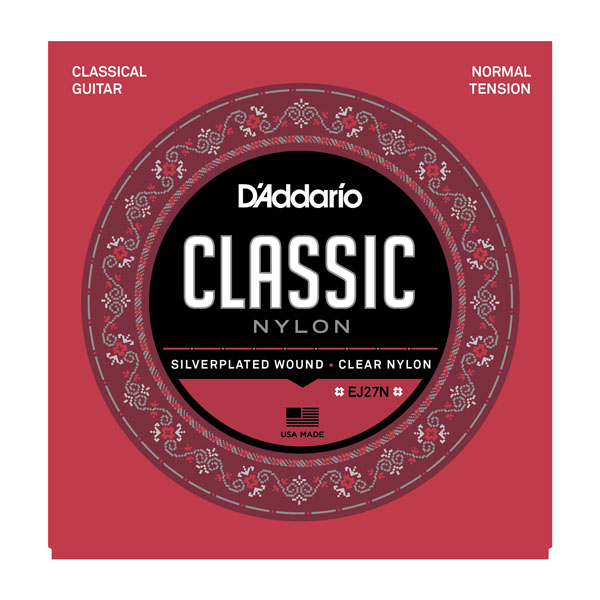 CLASSICAL
GUITAR
NORMAL
TENSION
D'Addario
CLASSIC
NYLON
SILVERPLATED WOUND • CLEAR NYLON
EJ27N
USA MADE